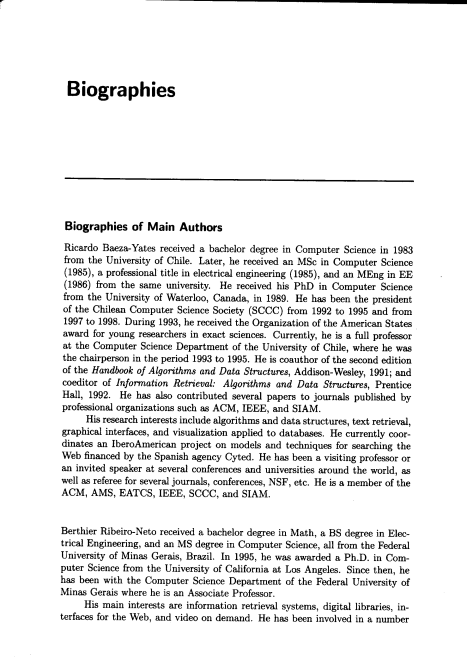 Biographies
Biographies of Main Authors
Ricardo Baeza-Yates received a bachelor degree in Computer Science in 1983
from the University of Chile. Later, he received an MSc in Computer Science
(1985), a professional title in electrical engineering (1985), and an MEng in EE
(1986) from the same university. He received his PhD in Computer Science
from the University of Waterloo, Canada, in 1989. He has been the president
of the Chilean Computer Science Society (SCCC) from 1992 to 1995 and from
1997 to 1998. During 1993, he received the Organization of the American States
award for young researchers in exact sciences. Currently, he is a full professor
at the Computer Science Department of the University of Chile, where he was
the chairperson in the period 1993 to 1995. He is coauthor of the second edition
of the Handbook of Algorithms and Data Structures, Addison-Wesley, 1991; and
coeditor of Information Retrieval: Algorithms and Data Structures, Prentice
Hall, 1992. He has also contributed several papers to journals published by
professional organizations such as ACM, IEEE, and SIAM.
His research interests include algorithms and data structures, text retrieval,
graphical interfaces, and visualization applied to databases. He currently coor-
dinates an IberoAmerican project on models and techniques for searching the
Web financed by the Spanish agency Cyted. He has been a visiting professor or
an invited speaker at several conferences and universities around the world, as
well as referee for several journals, conferences, NSF, etc. He is a member of the
ACM, AMS, EATCS, IEEE, SCCC, and SIAM.
Berthier Ribeiro-Neto received a bachelor degree in Math, a BS degree in Elec-
trical Engineering, and an MS degree in Computer Science, all from the Federal
University of Minas Gerais, Brazil. In 1995, he was awarded a Ph.D. in Com-
puter Science from the University of California at Los Angeles. Since then, he
has been with the Computer Science Department of the Federal University of
Minas Gerais where he is an Associate Professor.
His main interests are information retrieval systems, digital libraries, in-
terfaces for the Web, and video on demand. He has been involved in a number